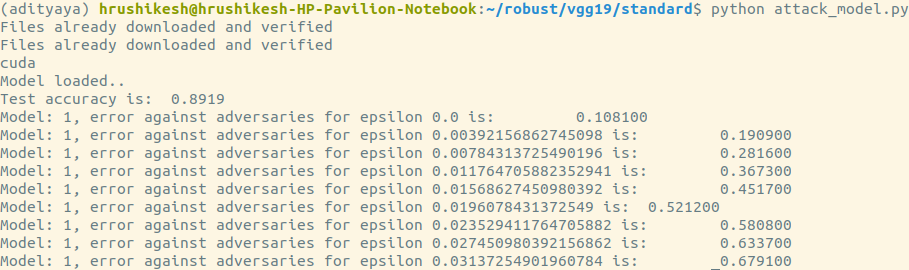 (adityaya) hrushikesh@hrushikesh-HP-Pavilion-Notebook:~/robust/vgg19/standard$ python attack_model.py
Files already downloaded and verified
Files already downloaded and verified
cuda
Model loaded..
Test accuracy is:  0.8919
Model: 1, error against adversaries for epsilon 0.0 is:        0.108100
Model: 1, error against adversaries for epsilon 0.00392156862745098 is:        0.190900
Model: 1, error against adversaries for epsilon 0.00784313725490196 is:        0.281600
Model: 1, error against adversaries for epsilon 0.011764705882352941 is:        0.367300
Model: 1, error against adversaries for epsilon 0.01568627450980392 is:        0.451700
Model: 1, error against adversaries for epsilon 0.0196078431372549 is:  0.521200
Model: 1, error against adversaries for epsilon 0.023529411764705882 is:        0.580800
Model: 1, error against adversaries for epsilon 0.027450980392156862 is:        0.633700
Model: 1, error against adversaries for epsilon 0.03137254901960784 is:        0.679100